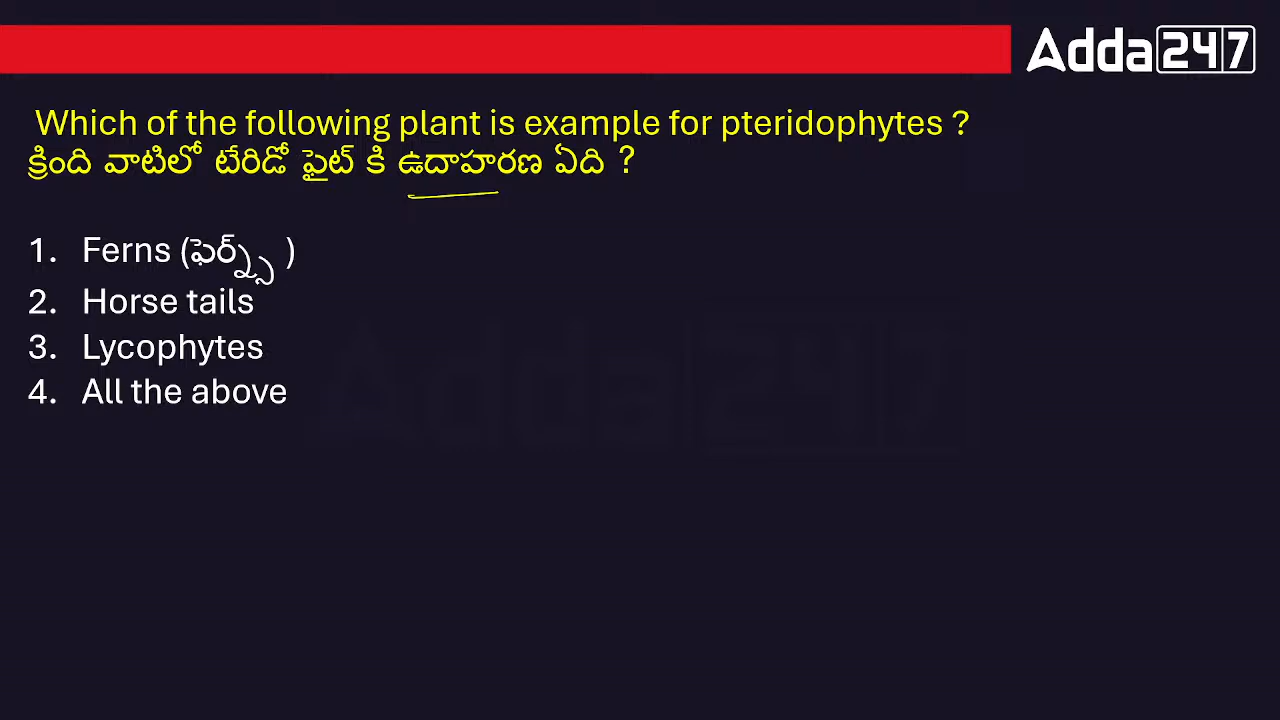 Adda247
Which of the following plant is example for pteridophytes ?
క్రింది వాటిలో టేరిడో ఫైట్ కి ఉదాహరణ ఏది ?
1. Ferns (ఫెర్న్స్ )
2. Horse tails
3. Lycophytes
4. All the above
Adda247